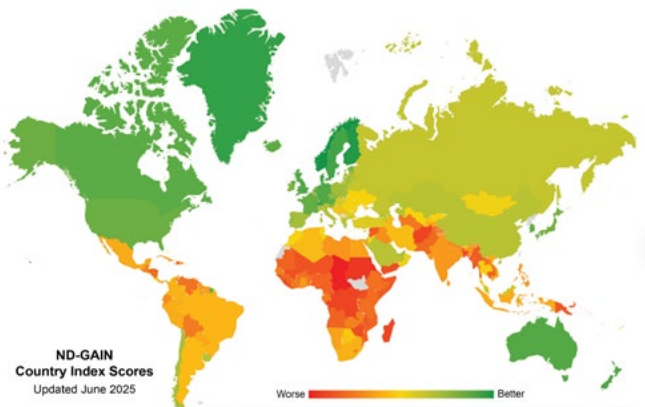 ND-GAIN
Country Index Scores
Updated June 2025
Worse
Better